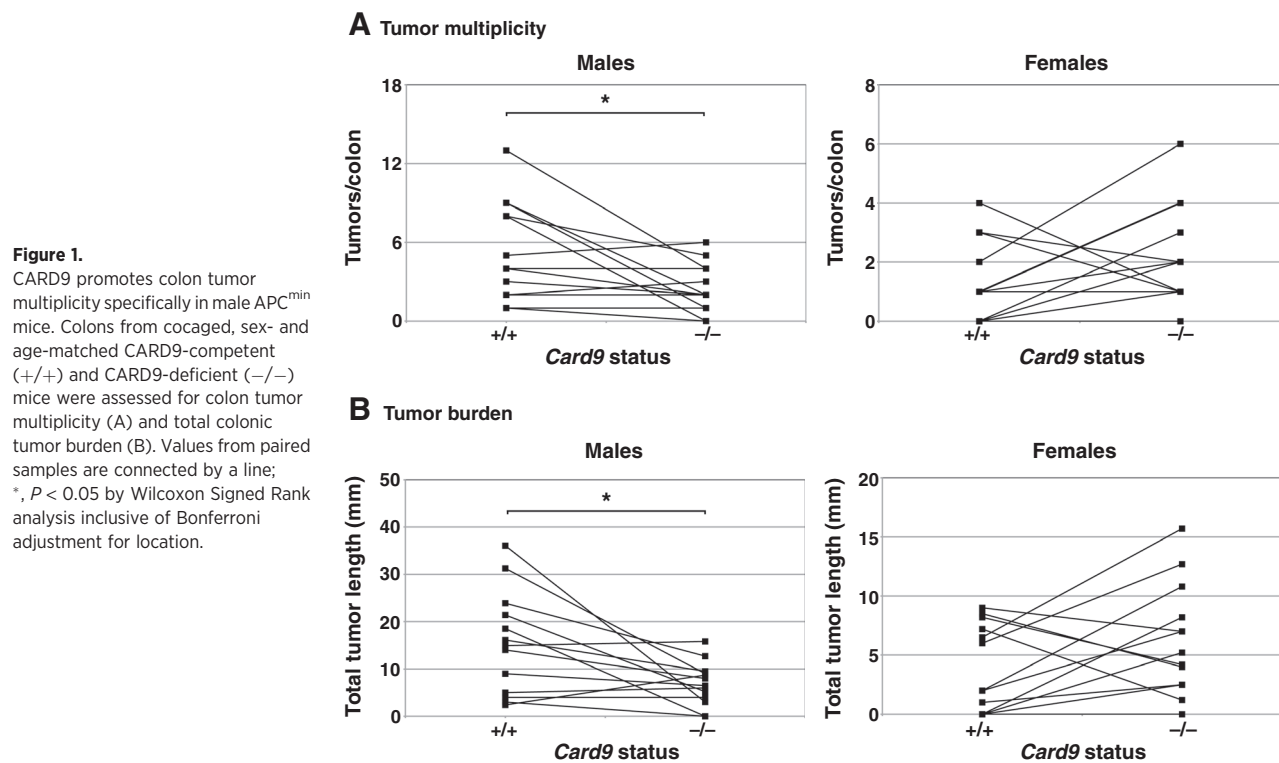 Figure 1.
CARD9 promotes colon tumor
multiplicity specifically in male APCmin
mice. Colons from cocaged, sex- and
age-matched CARD9-competent
(+/+) and CARD9-deficient (−/−)
mice were assessed for colon tumor
multiplicity (A) and total colonic
tumor burden (B). Values from paired
samples are connected by a line;
*, P < 0.05 by Wilcoxon Signed Rank
analysis inclusive of Bonferroni
adjustment for location.
A Tumor multiplicity
Males
Tumors/colon
18
12
6
0
*
+/+
−/−
Card9 status
Females
Tumors/colon
8
6
4
2
0
+/+
−/−
Card9 status
B Tumor burden
Males
Total tumor length (mm)
50
40
30
20
10
0
*
+/+
−/−
Card9 status
Females
Total tumor length (mm)
20
15
10
5
0
+/+
−/−
Card9 status